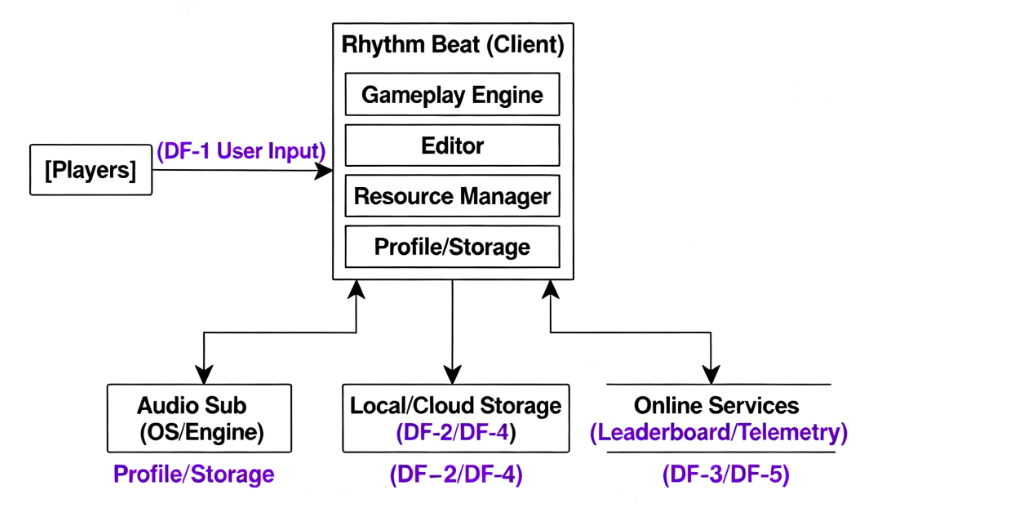 Rhythm Beat (Client)
Gameplay Engine
Editor
Resource Manager
Profile/Storage
[Players]
(DF-1 User Input)
Audio Sub
(OS/Engine)
Profile/Storage
Local/Cloud Storage
(DF-2/DF-4)
(DF–2/DF-4)
Online Services
(Leaderboard/Telemetry)
(DF-3/DF-5)